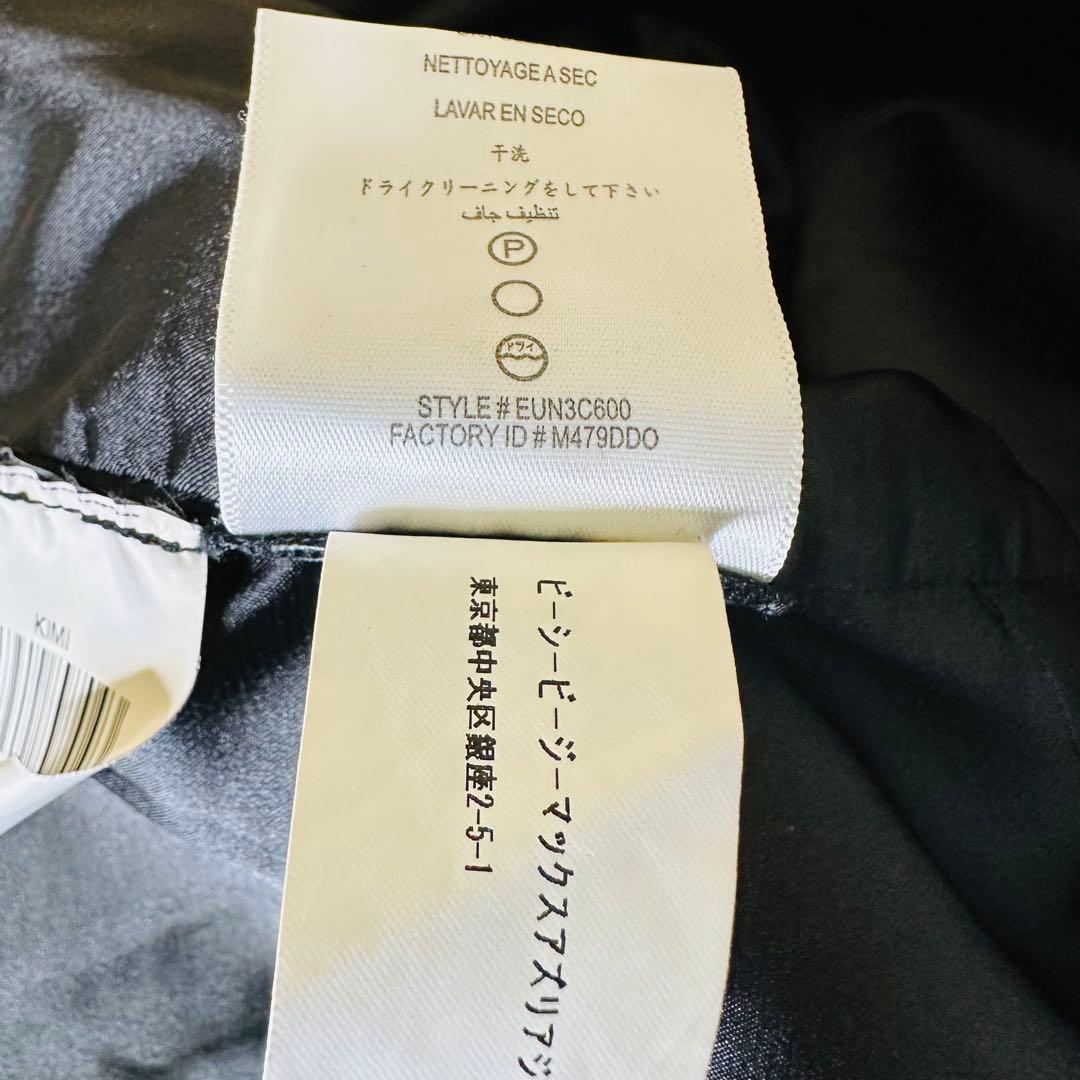 NETTOYAGE A SEC
LAVAR EN SECO
干洗
ドライクリーニングをして下さい
تنظيف جاف
P
ドライ
STYLE # EUN3C600
FACTORY ID # M479DDO
KIMI
ビーシービージーマックスアズリアジ
東京都中央区銀座2-5-1